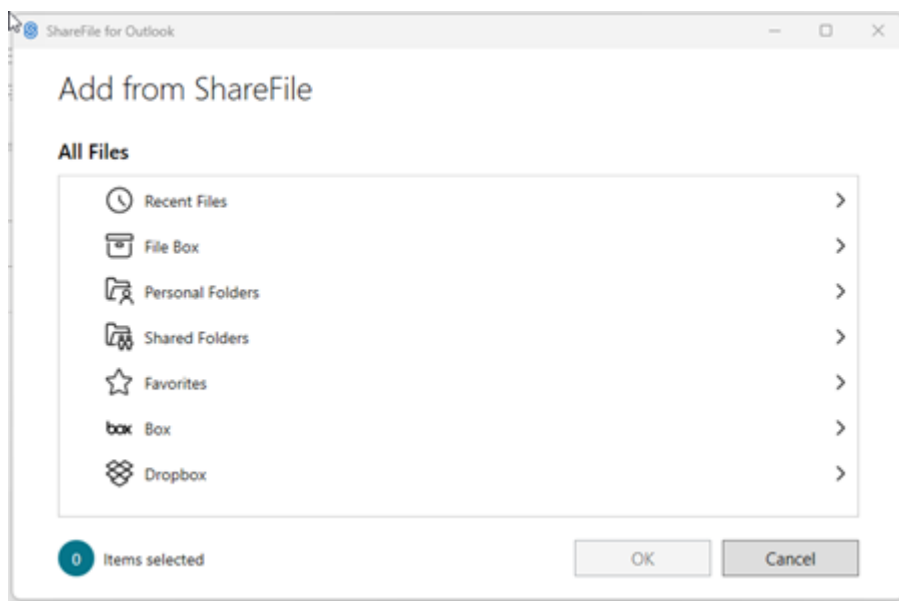 ShareFile for Outlook
Add from ShareFile
All Files
Recent Files
File Box
Personal Folders
Shared Folders
Favorites
box Box
Dropbox
0 Items selected OK Cancel